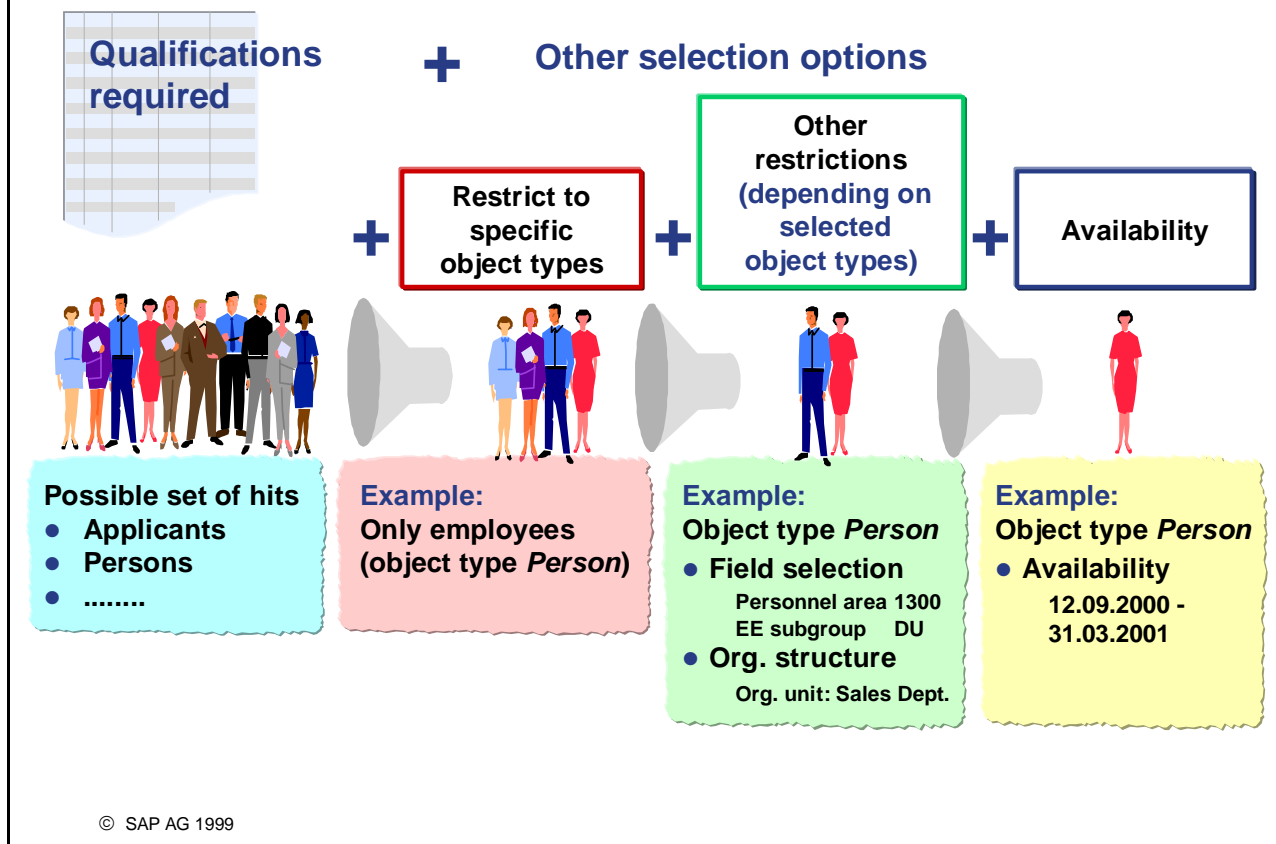 Qualifications
required
+
Other selection options
+
Restrict to
specific
object types
+
Other
restrictions
(depending on
selected
object types)
+
Availability
Possible set of hits
● Applicants
● Persons
● ........
Example:
Only employees
(object type Person)
Example:
Object type Person
● Field selection
Personnel area 1300
EE subgroup DU
● Org. structure
Org. unit: Sales Dept.
Example:
Object type Person
● Availability
12.09.2000 -
31.03.2001
© SAP AG 1999